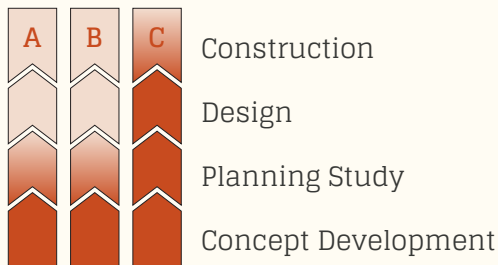 A B C
Construction
Design
Planning Study
Concept Development